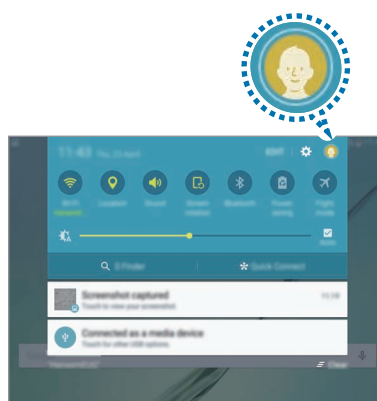 11:43 Thu, 23 April EDIT
Wi-Fi Location Sound Screen rotation Bluetooth Power saving Flight mode
Auto
S Finder Quick Connect
Screenshot captured 11:38
Touch to view your screenshot.
Connected as a media device
Touch for other USB options.
Clear